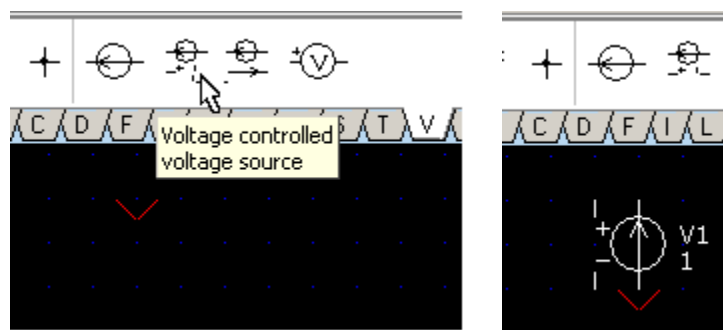 V
C D F S T V
Voltage controlled
voltage source
C D F I L
V1
1